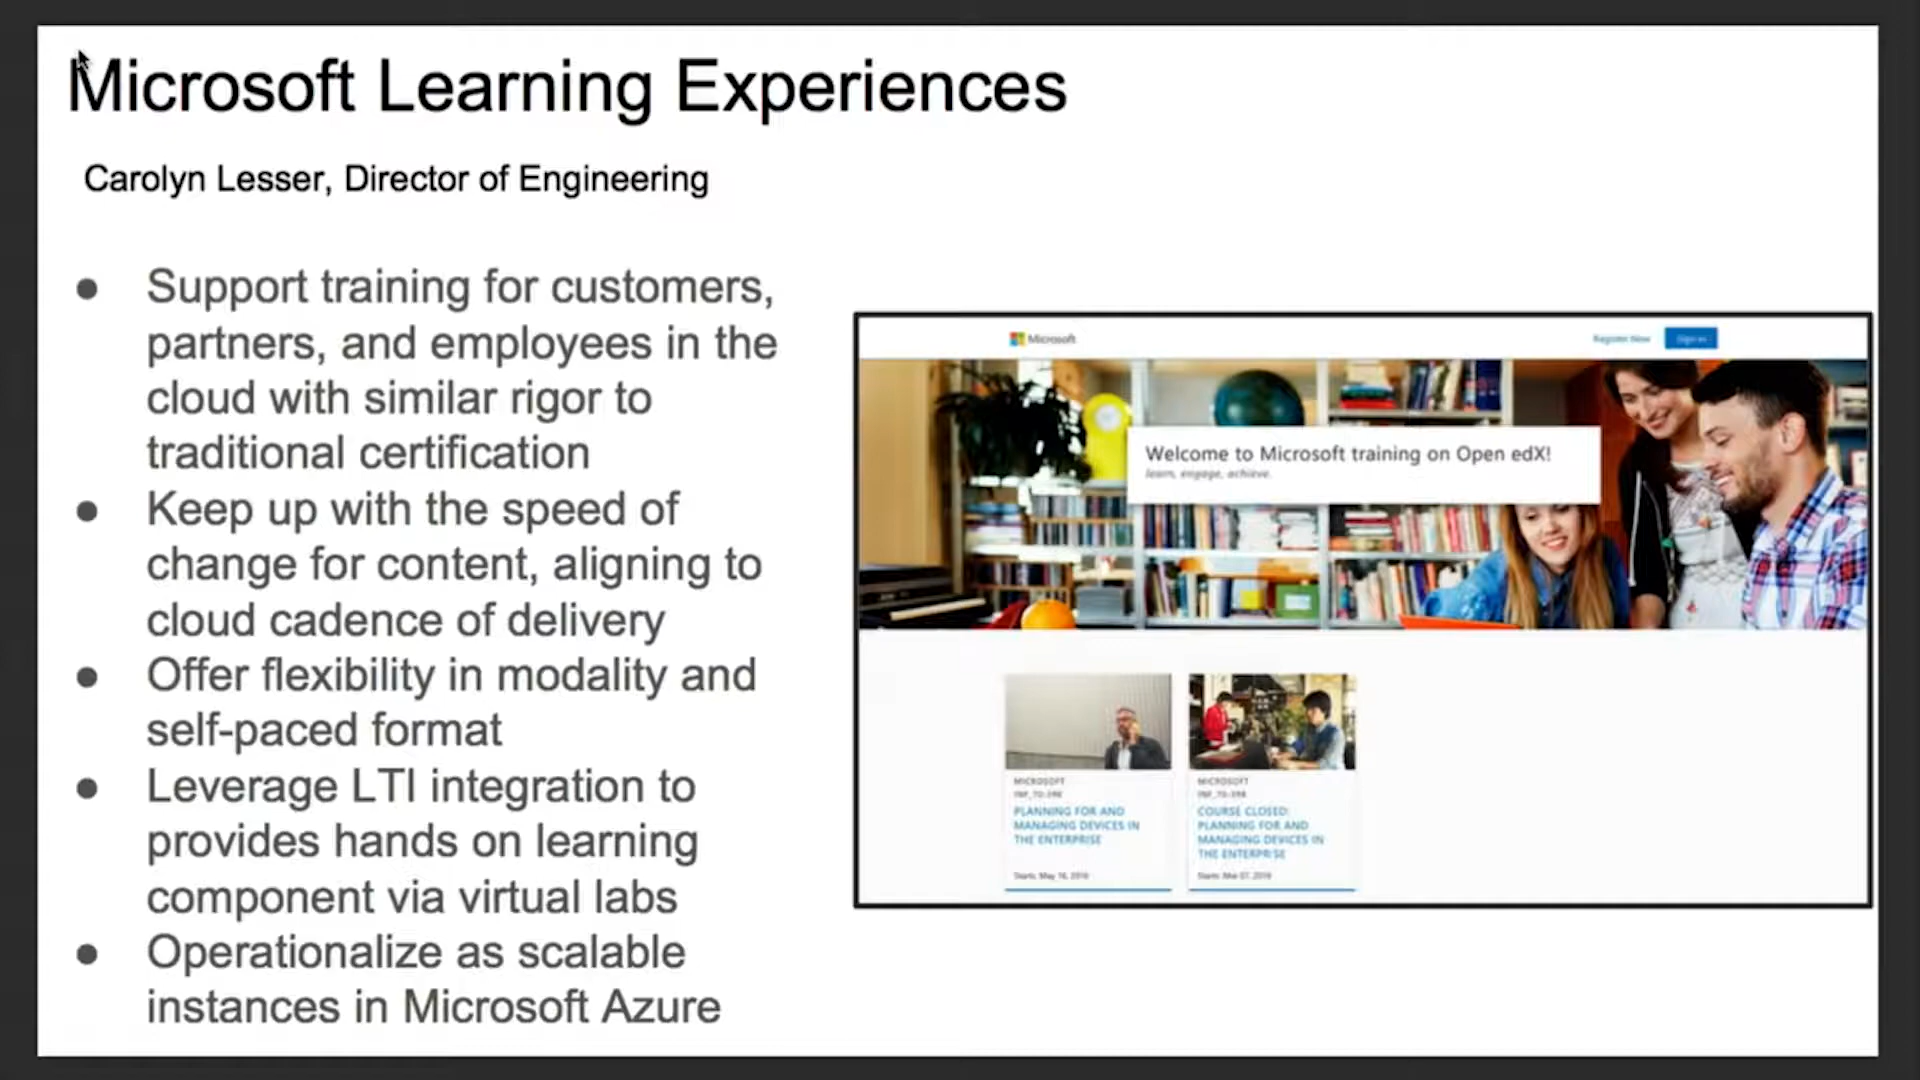 Microsoft Learning Experiences
Carolyn Lesser, Director of Engineering
● Support training for customers,
partners, and employees in the
cloud with similar rigor to
traditional certification
● Keep up with the speed of
change for content, aligning to
cloud cadence of delivery
● Offer flexibility in modality and
self-paced format
● Leverage LTI integration to
provides hands on learning
component via virtual labs
● Operationalize as scalable
instances in Microsoft Azure
Microsoft
Register Now
Sign in
Welcome to Microsoft training on Open edX!
learn, engage, achieve.
MICROSOFT
PLANNING FOR AND
MANAGING DEVICES IN
THE ENTERPRISE
Starts: May 16, 2016
MICROSOFT
COURSE CLOSED:
PLANNING FOR AND
MANAGING DEVICES IN
THE ENTERPRISE
Starts: Mar 07, 2016